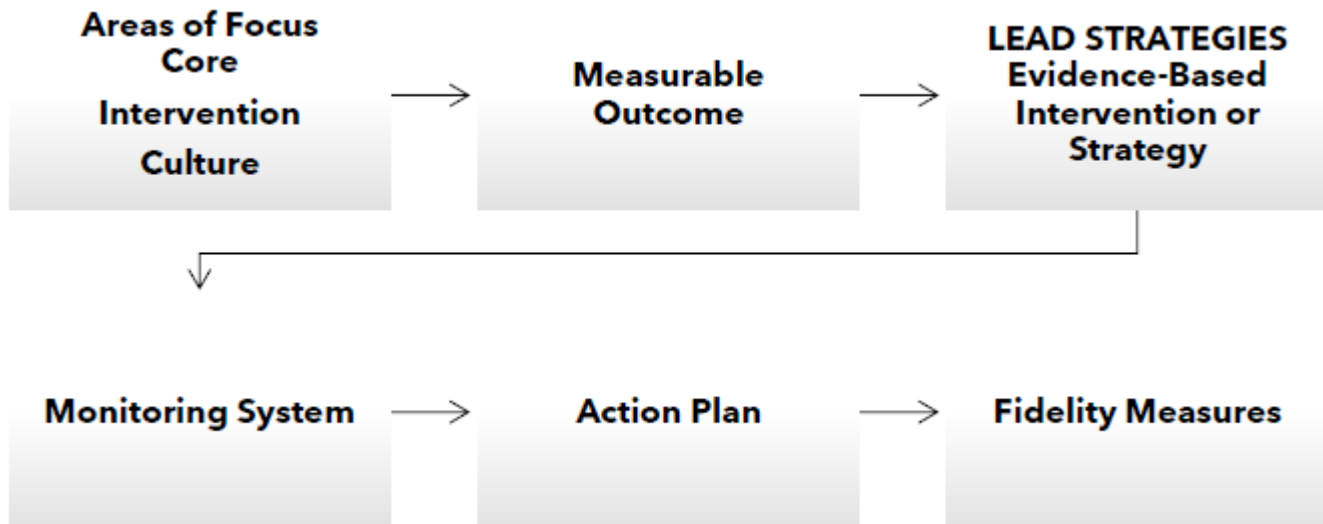 Areas of Focus
Core
Intervention
Culture
Measurable
Outcome
LEAD STRATEGIES
Evidence-Based
Intervention or
Strategy
Monitoring System
Action Plan
Fidelity Measures